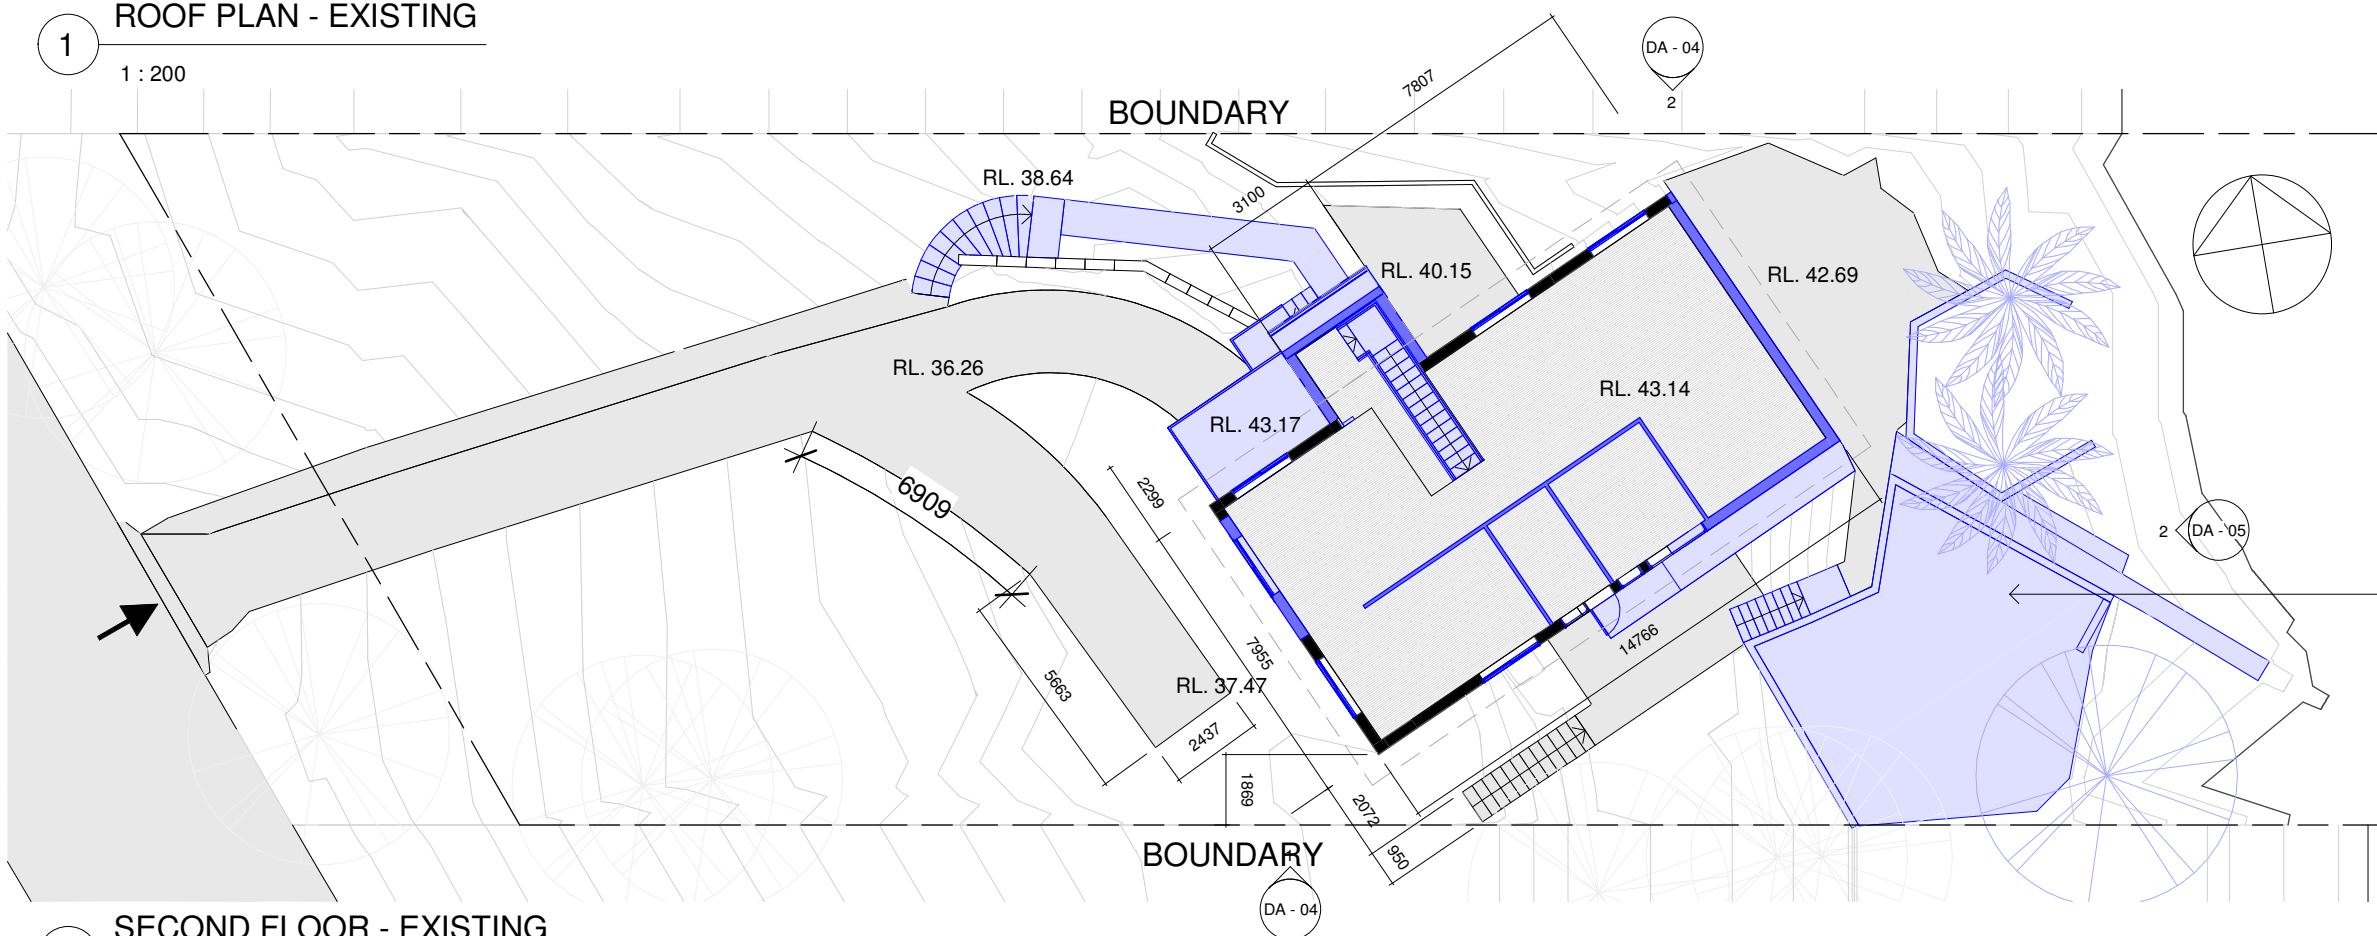 ROOF PLAN - EXISTING
1
1 : 200
DA - 04
2
7807
BOUNDARY
RL. 38.64
3100
RL. 40.15
RL. 42.69
RL. 36.26
RL. 43.14
RL. 43.17
6909
2299
2
DA - 05
14766
7955
5663
RL. 37.47
2437
1869
2072
950
BOUNDARY
1
DA - 04
SECOND FLOOR - EXISTING